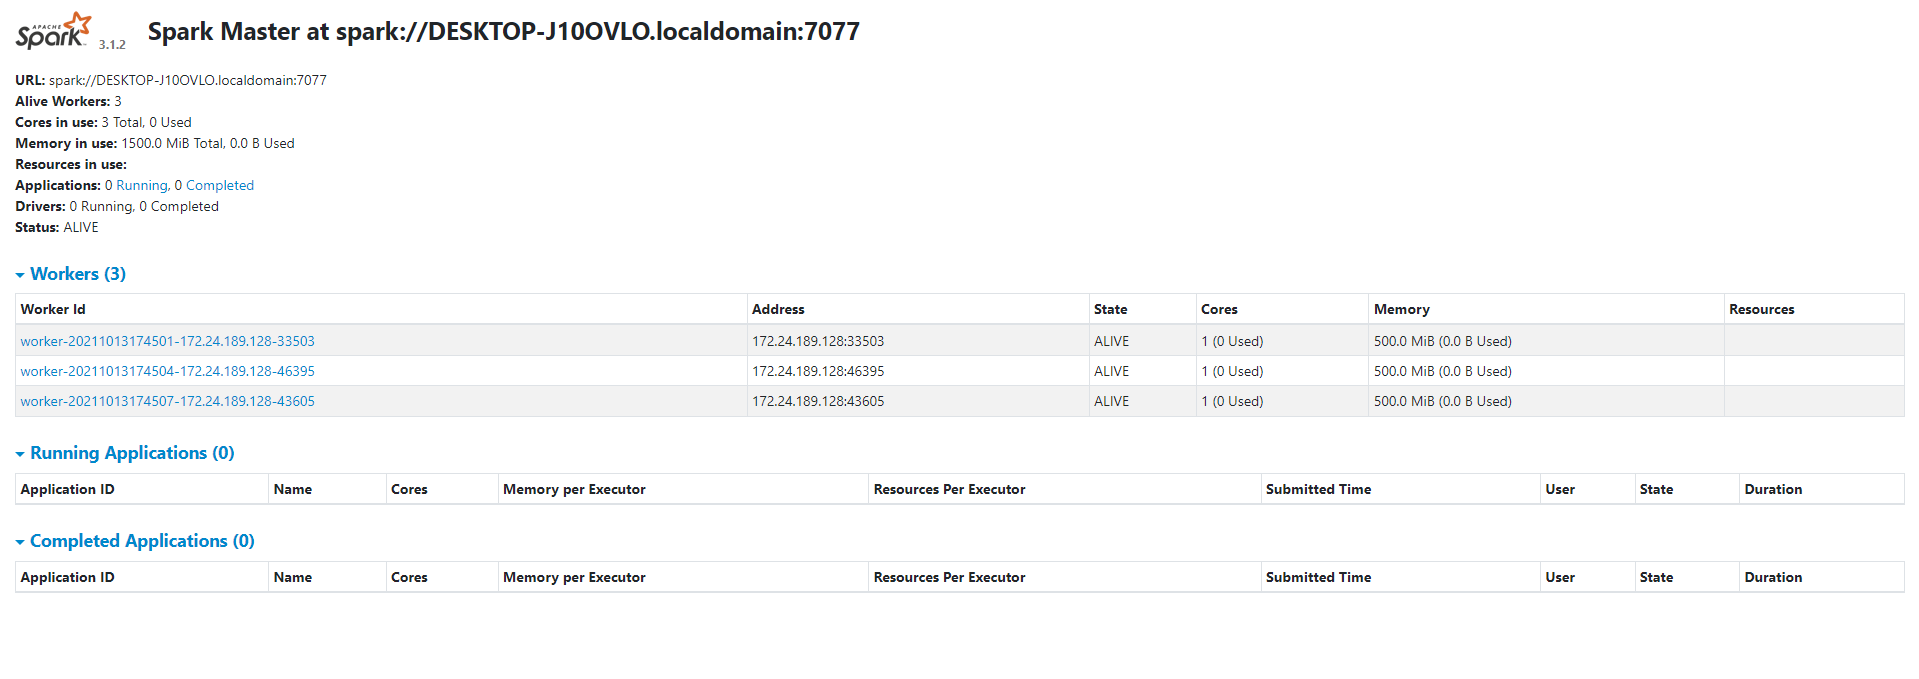 APACHE
Spark 3.1.2 Spark Master at spark://DESKTOP-J10OVLO.localdomain:7077
URL: spark://DESKTOP-J10OVLO.localdomain:7077
Alive Workers: 3
Cores in use: 3 Total, 0 Used
Memory in use: 1500.0 MiB Total, 0.0 B Used
Resources in use:
Applications: 0 Running, 0 Completed
Drivers: 0 Running, 0 Completed
Status: ALIVE
Workers (3)
Worker Id Address State Cores Memory Resources
worker-20211013174501-172.24.189.128-33503 172.24.189.128:33503 ALIVE 1 (0 Used) 500.0 MiB (0.0 B Used)
worker-20211013174504-172.24.189.128-46395 172.24.189.128:46395 ALIVE 1 (0 Used) 500.0 MiB (0.0 B Used)
worker-20211013174507-172.24.189.128-43605 172.24.189.128:43605 ALIVE 1 (0 Used) 500.0 MiB (0.0 B Used)
Running Applications (0)
Application ID Name Cores Memory per Executor Resources Per Executor Submitted Time User State Duration
Completed Applications (0)
Application ID Name Cores Memory per Executor Resources Per Executor Submitted Time User State Duration